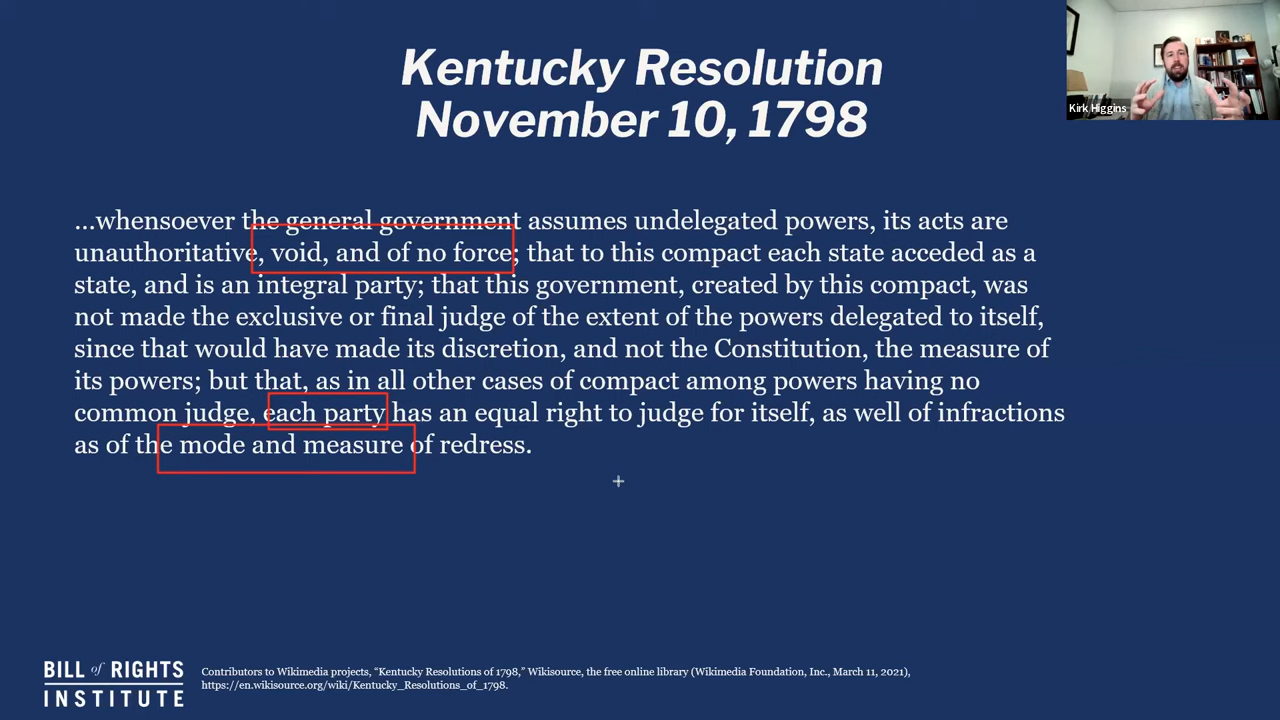 Kentucky Resolution
November 10, 1798
Kirk Higgins
...whensoever the general government assumes undelegated powers, its acts are
unauthoritative, void, and of no force; that to this compact each state acceded as a
state, and is an integral party; that this government, created by this compact, was
not made the exclusive or final judge of the extent of the powers delegated to itself,
since that would have made its discretion, and not the Constitution, the measure of
its powers; but that, as in all other cases of compact among powers having no
common judge, each party has an equal right to judge for itself, as well of infractions
as of the mode and measure of redress.
BILL of RIGHTS
INSTITUTE
Contributors to Wikimedia projects, “Kentucky Resolutions of 1798,” Wikisource, the free online library (Wikimedia Foundation, Inc., March 11, 2021),
https://en.wikisource.org/wiki/Kentucky_Resolutions_of_1798.